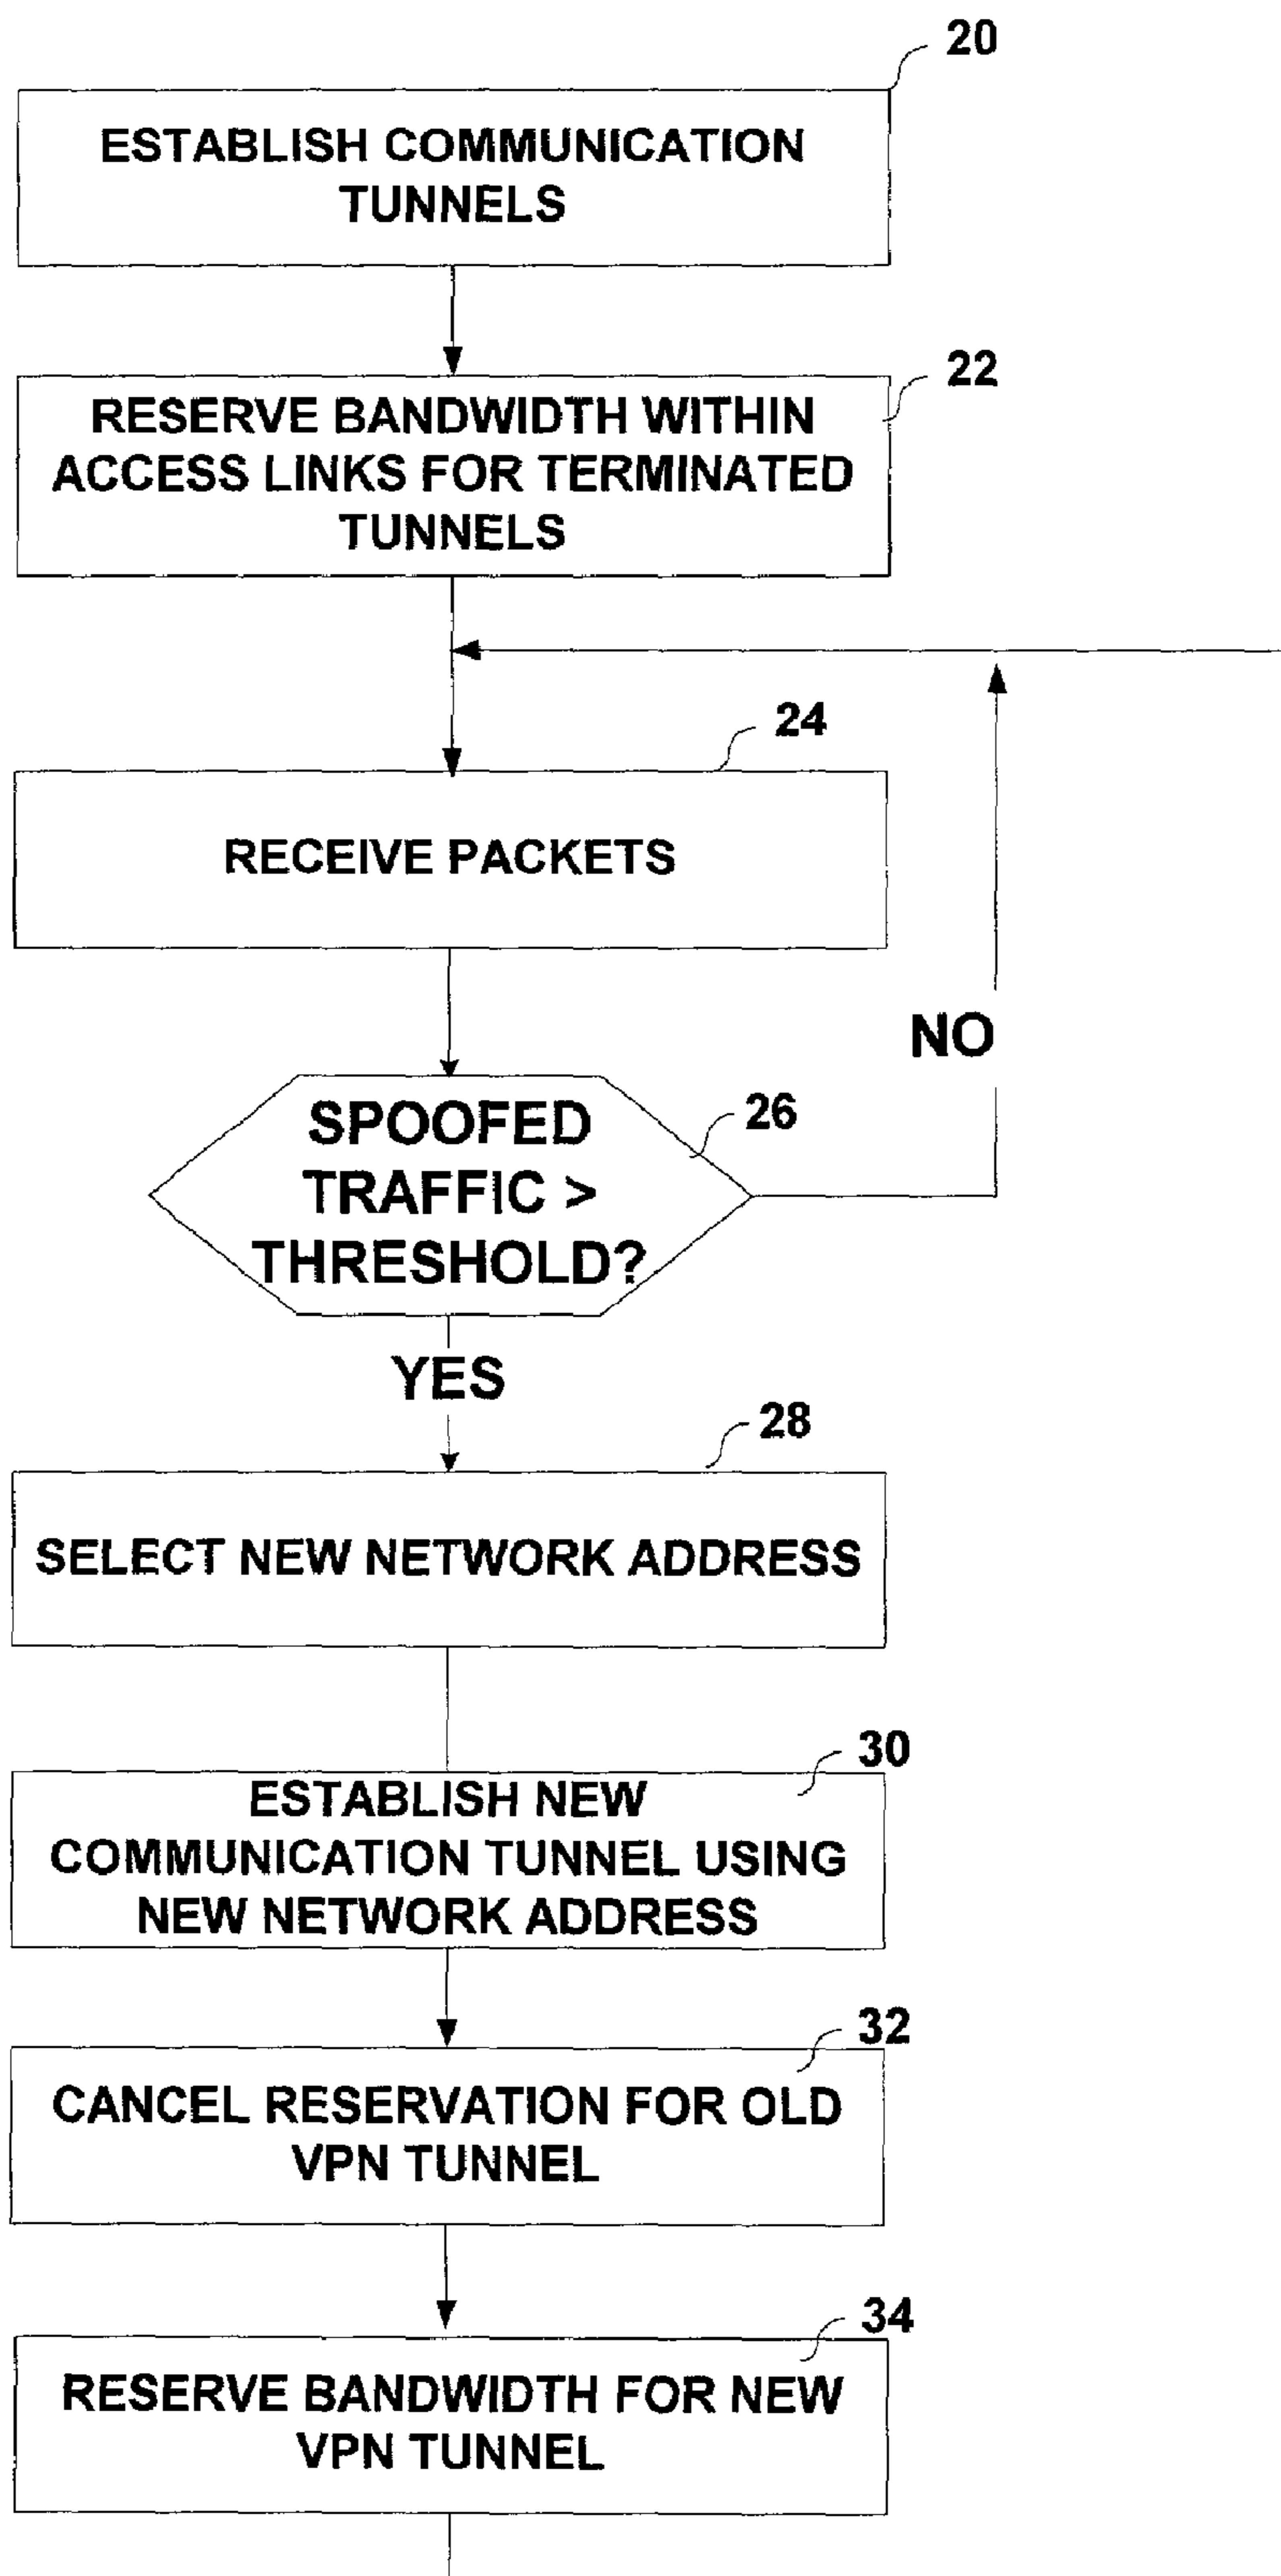 20
ESTABLISH COMMUNICATION
TUNNELS
22
RESERVE BANDWIDTH WITHIN
ACCESS LINKS FOR TERMINATED
TUNNELS
24
RECEIVE PACKETS
NO
26
SPOOFED
TRAFFIC >
THRESHOLD?
YES
28
SELECT NEW NETWORK ADDRESS
30
ESTABLISH NEW
COMMUNICATION TUNNEL USING
NEW NETWORK ADDRESS
32
CANCEL RESERVATION FOR OLD
VPN TUNNEL
34
RESERVE BANDWIDTH FOR NEW
VPN TUNNEL